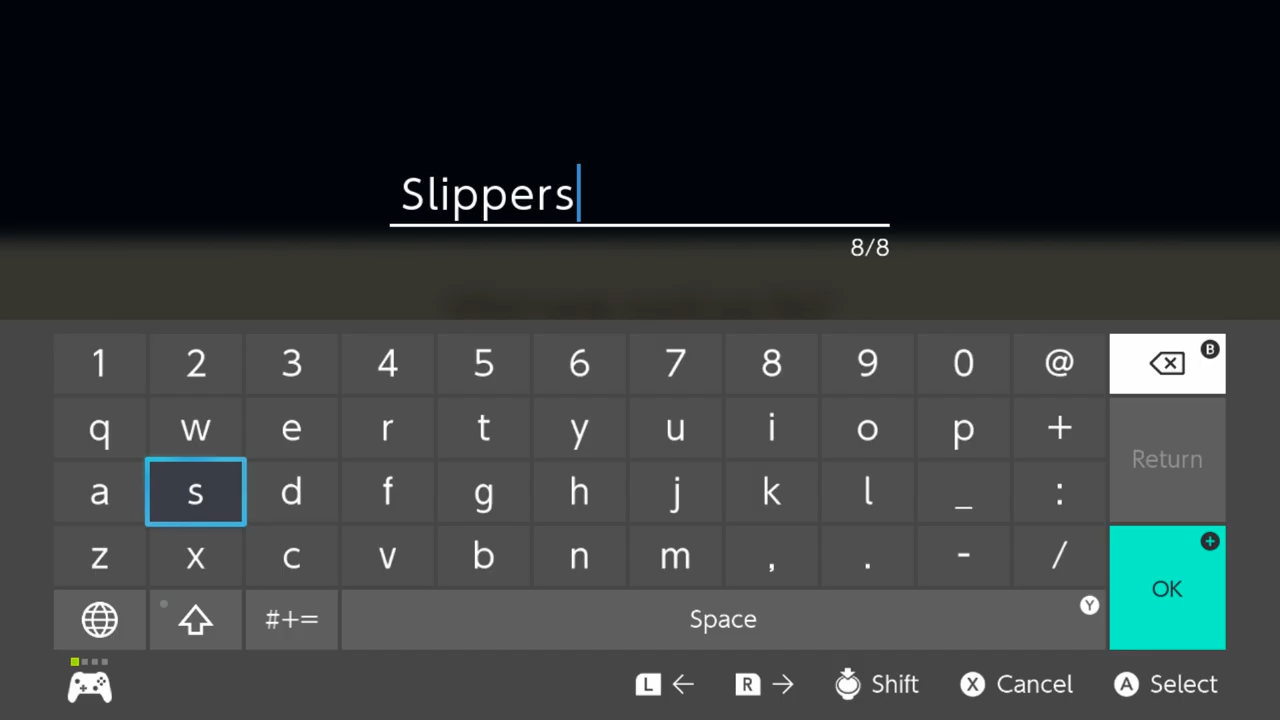 Slippers
8/8
1 2 3 4 5 6 7 8 9 0 @ B
q w e r t y u i o p +
Return
a s d f g h j k l _ :
z x c v b n m , . - / +
OK
#+= Space Y
L ← R → Shift X Cancel A Select